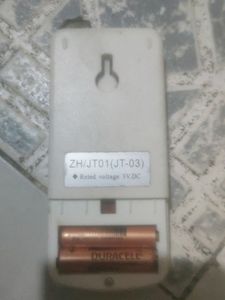 ZH/JT01(JT-03)
◆ Rated voltage 3V.DC
DURACELL